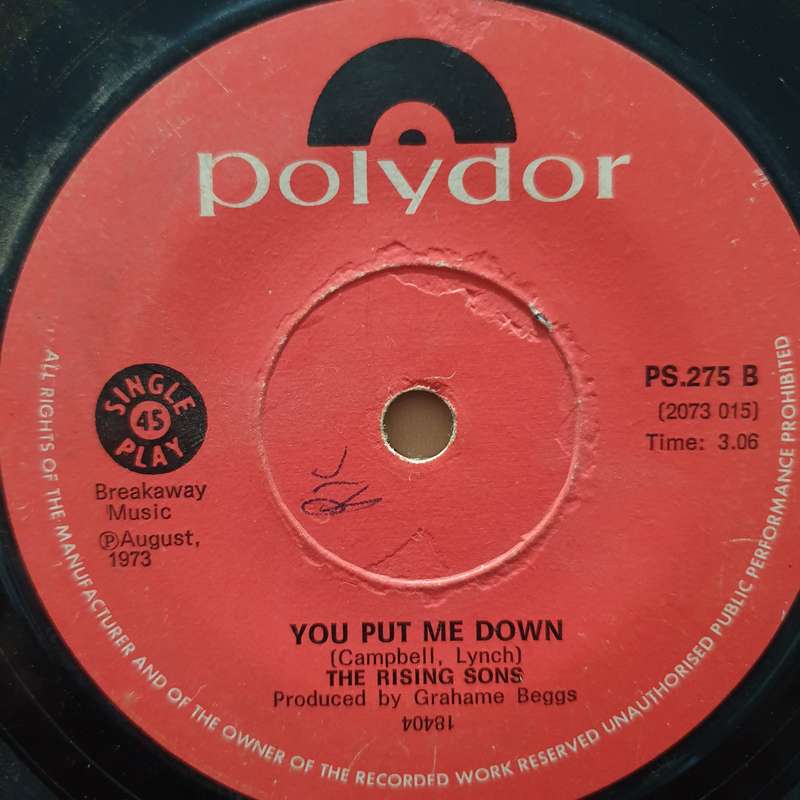 polydor
SINGLE
45
PLAY
PS.275 B
(2073 015)
Time: 3.06
Breakaway
Music
℗August,
1973
YOU PUT ME DOWN
(Campbell, Lynch)
THE RISING SONS
Produced by Grahame Beggs
18404
ALL RIGHTS OF THE MANUFACTURER AND OF THE OWNER OF THE RECORDED WORK RESERVED UNAUTHORISED PUBLIC PERFORMANCE PROHIBITED